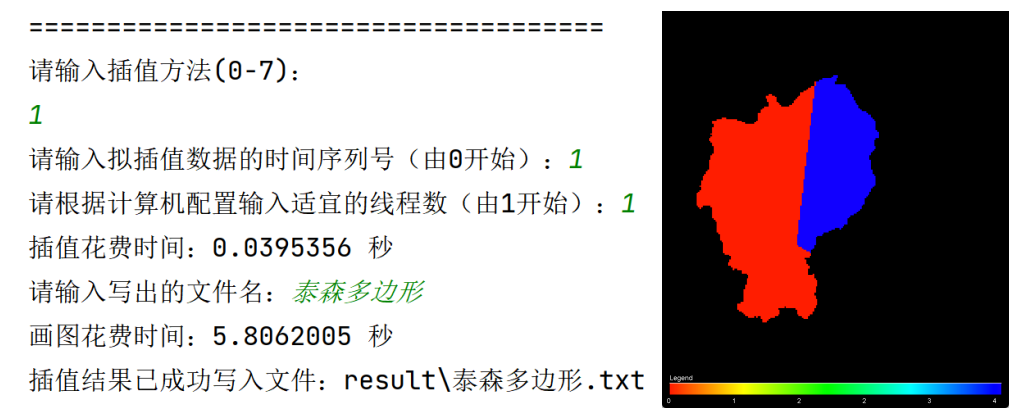 =====================================
请输入插值方法(0-7):
1
请输入拟插值数据的时间序列号（由0开始）：1
请根据计算机配置输入适宜的线程数（由1开始）：1
插值花费时间：0.0395356 秒
请输入写出的文件名：泰森多边形
画图花费时间：5.8062005 秒
插值结果已成功写入文件：result\泰森多边形.txt
Legend
0 1 2 2 3 4